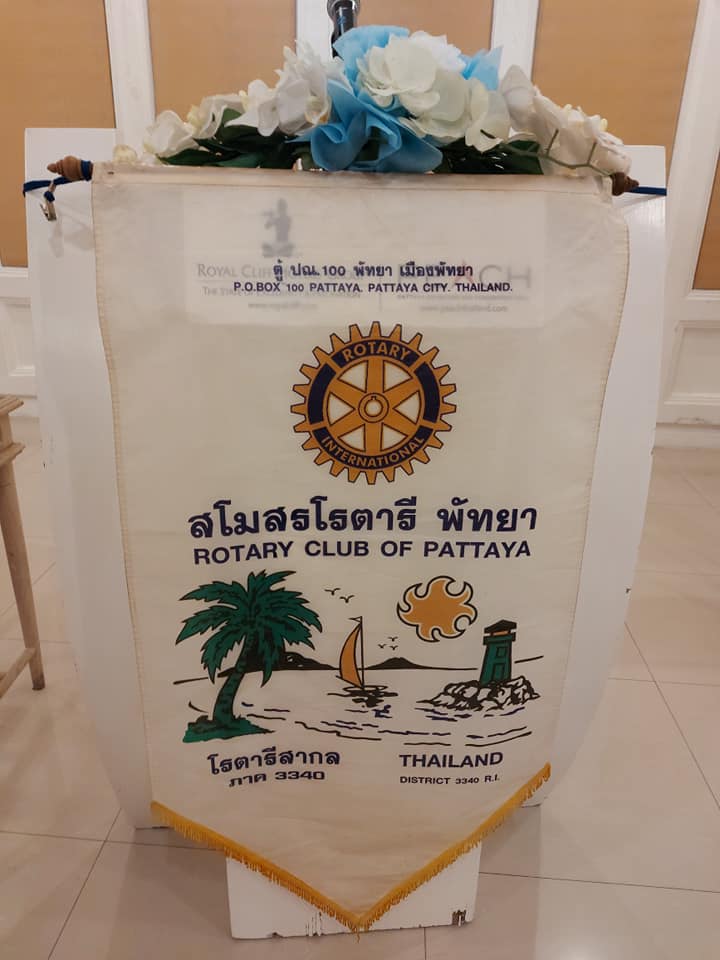 ROYAL CLIFF
ตู้ ปณ.100 พัทยา เมืองพัทยา
P.O.BOX 100 PATTAYA. PATTAYA CITY. THAILAND.
ROTARY
INTERNATIONAL
สโมสรโรตารี พัทยา
ROTARY CLUB OF PATTAYA
โรตารีสากล
ภาค 3340
THAILAND
DISTRICT 3340 R.I.